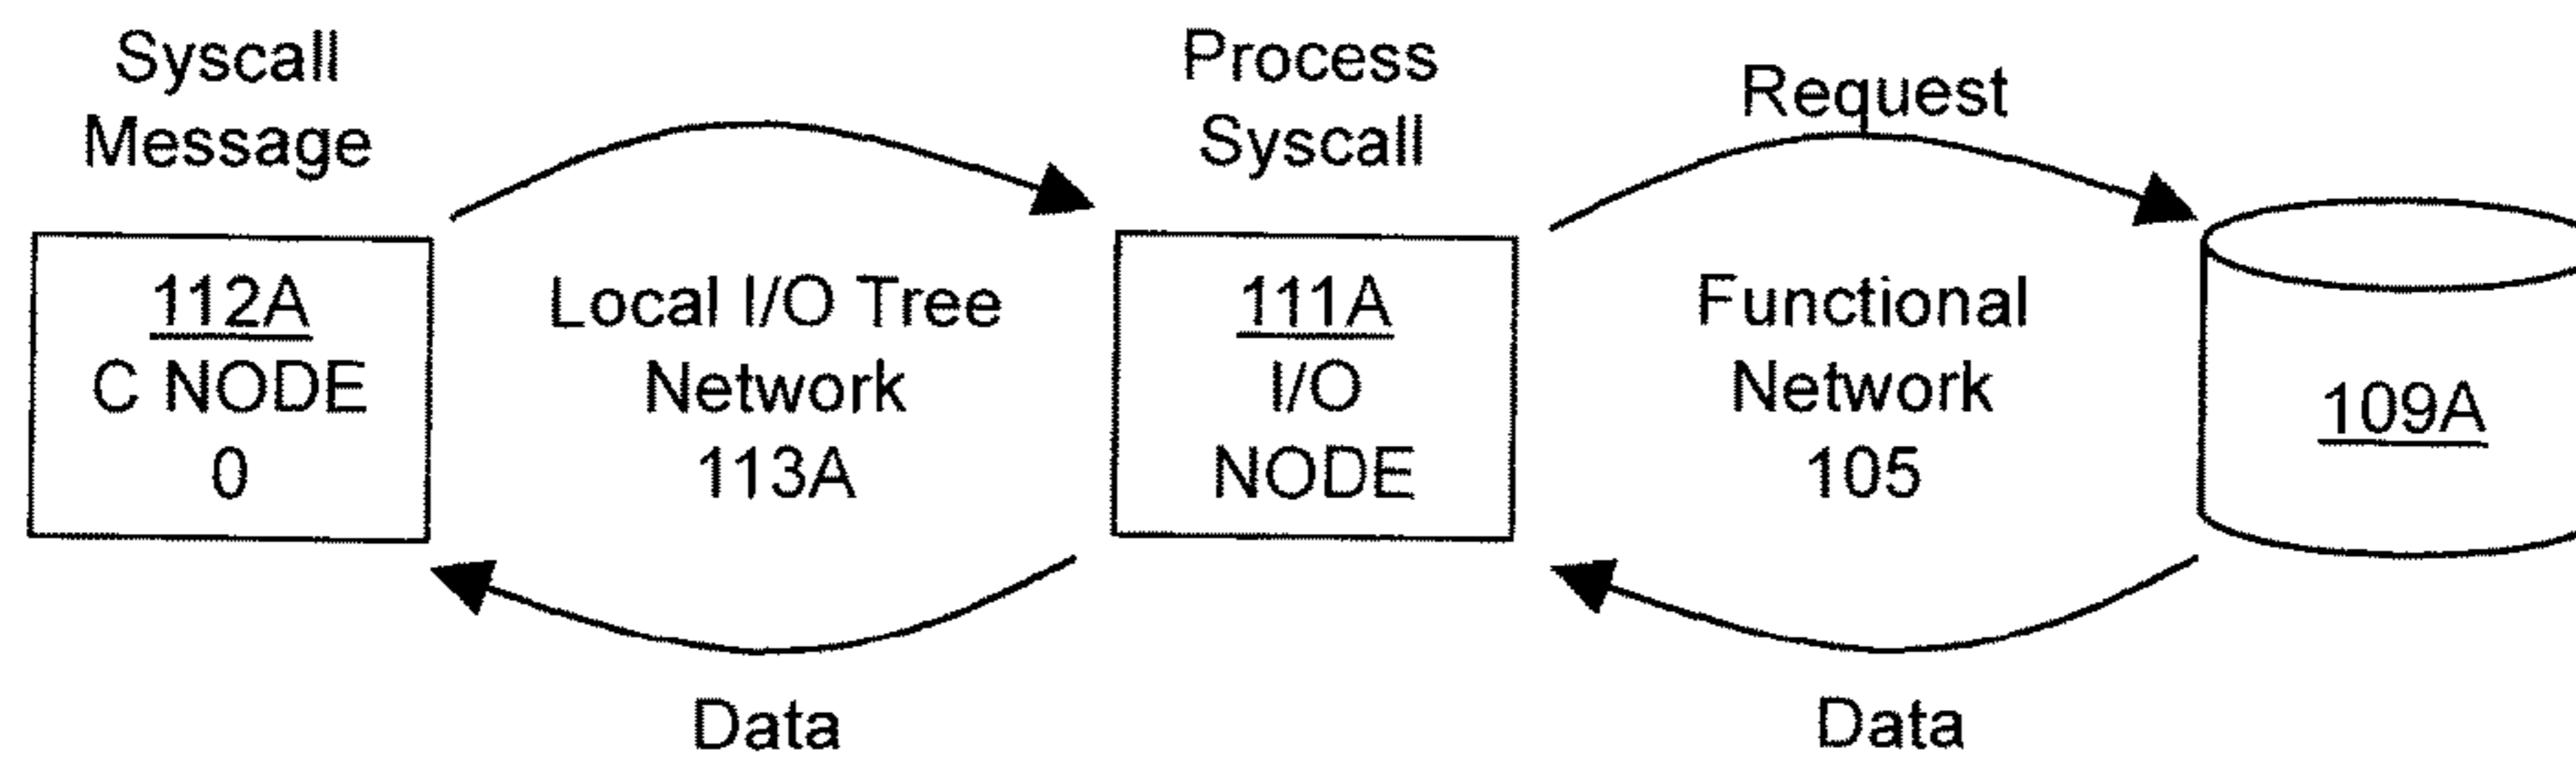 Syscall
Message
Process
Syscall
Request
112A
C NODE
0
Local I/O Tree
Network
113A
111A
I/O
NODE
Functional
Network
105
109A
Data
Data